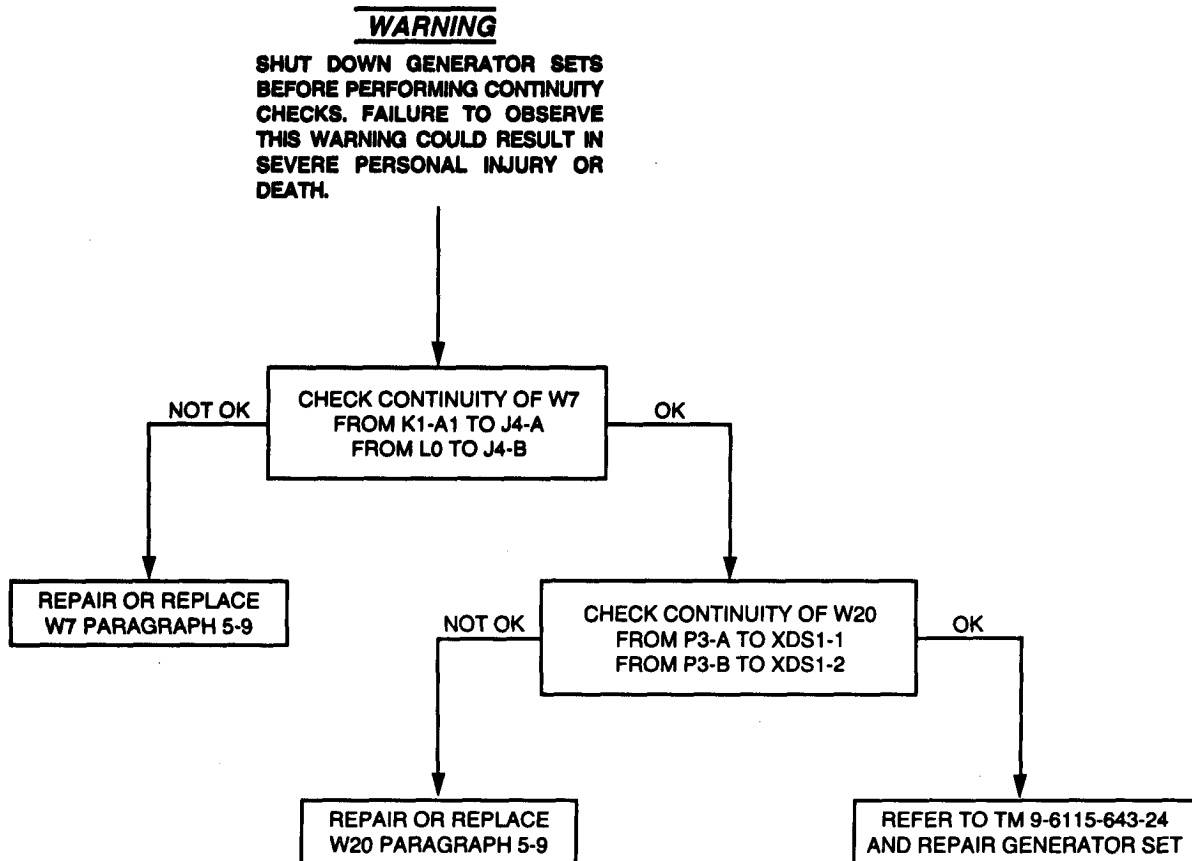 WARNING
SHUT DOWN GENERATOR SETS
BEFORE PERFORMING CONTINUITY
CHECKS. FAILURE TO OBSERVE
THIS WARNING COULD RESULT IN
SEVERE PERSONAL INJURY OR
DEATH.
NOT OK
CHECK CONTINUITY OF W7
FROM K1-A1 TO J4-A
FROM L0 TO J4-B
OK
REPAIR OR REPLACE
W7 PARAGRAPH 5-9
NOT OK
CHECK CONTINUITY OF W20
FROM P3-A TO XDS1-1
FROM P3-B TO XDS1-2
OK
REPAIR OR REPLACE
W20 PARAGRAPH 5-9
REFER TO TM 9-6115-643-24
AND REPAIR GENERATOR SET